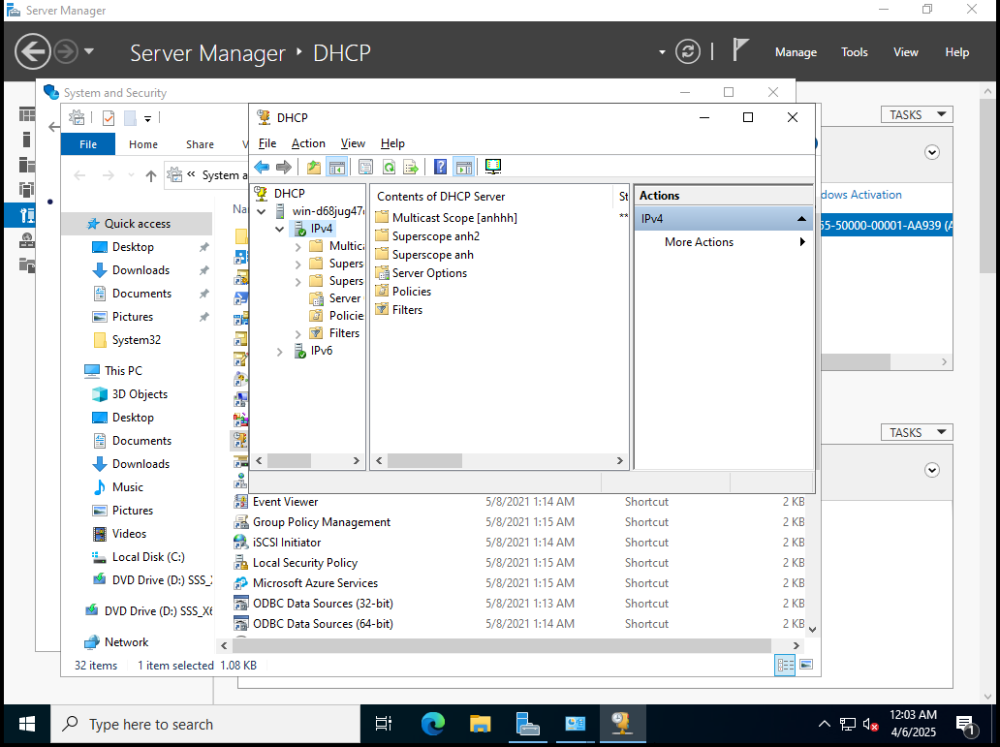 Server Manager
Server Manager • DHCP
Manage Tools View Help
System and Security
TASKS
File Home Share V
« System a
dows Activation
55-50000-00001-AA939 (A
Na
Quick access
Desktop
Downloads
Documents
Pictures
System32
This PC
3D Objects
Desktop
Documents
Downloads
Music
Pictures
Videos
Local Disk (C:)
DVD Drive (D:) SSS_X
DVD Drive (D:) SSS_X6
Network
DHCP
File Action View Help
DHCP
win-d68jug47
IPv4
Multica
Supers
Supers
Server
Policie
Filters
IPv6
Contents of DHCP Server St
Multicast Scope [anhhh] **
Superscope anh2
Superscope anh
Server Options
Policies
Filters
Actions
IPv4
More Actions
TASKS
Event Viewer 5/8/2021 1:14 AM Shortcut 2 KB
Group Policy Management 5/8/2021 1:15 AM Shortcut 2 KB
iSCSI Initiator 5/8/2021 1:14 AM Shortcut 2 KB
Local Security Policy 5/8/2021 1:15 AM Shortcut 2 KB
Microsoft Azure Services 5/8/2021 1:15 AM Shortcut 2 KB
ODBC Data Sources (32-bit) 5/8/2021 1:13 AM Shortcut 2 KB
ODBC Data Sources (64-bit) 5/8/2021 1:14 AM Shortcut 2 KB
32 items 1 item selected 1.08 KB
Type here to search
12:03 AM
4/6/2025
1